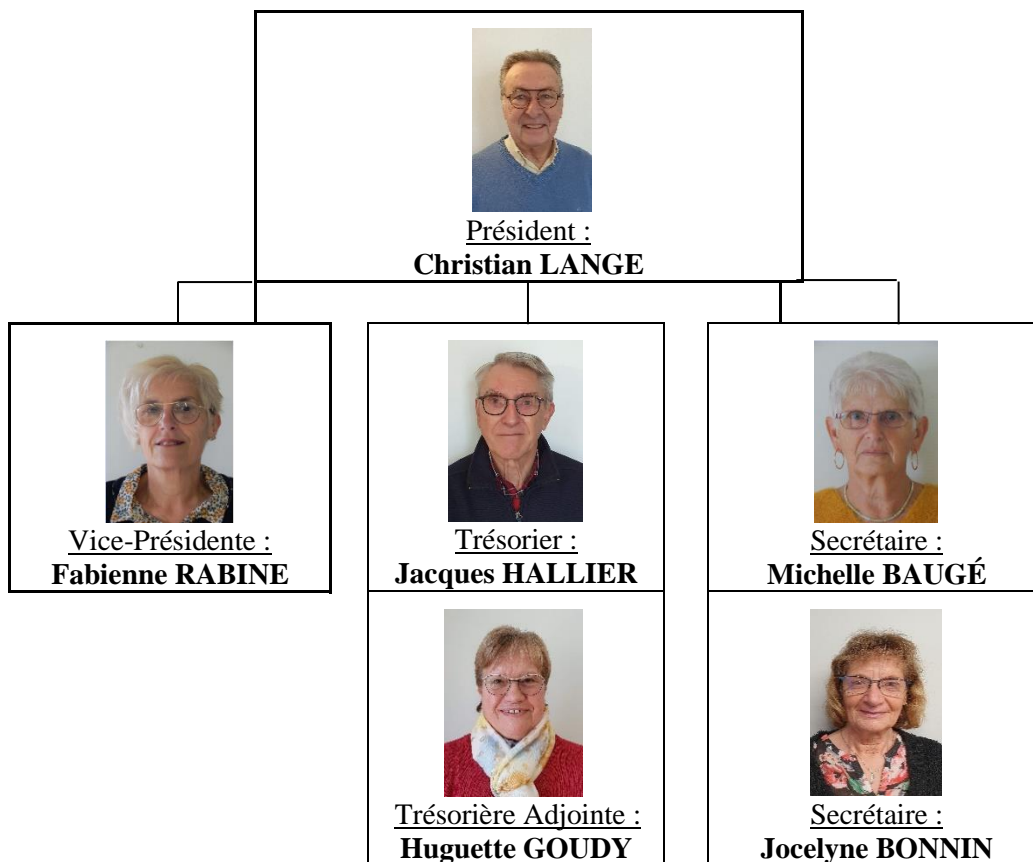 Président :
Christian LANGE
Vice-Présidente :
Fabienne RABINE
Trésorier :
Jacques HALLIER
Secrétaire :
Michelle BAUGÉ
Trésorière Adjointe :
Huguette GOUDY
Secrétaire :
Jocelyne BONNIN